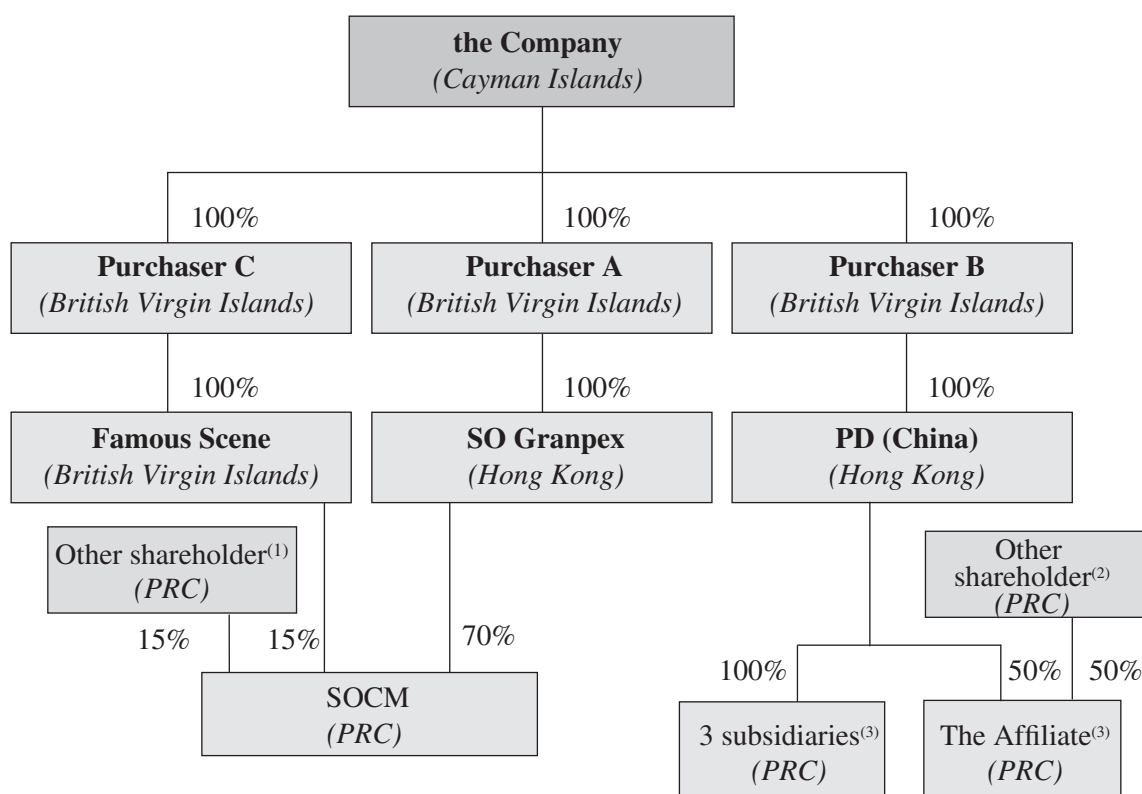 the Company
(Cayman Islands)
100%
100%
100%
Purchaser C
(British Virgin Islands)
Purchaser A
(British Virgin Islands)
Purchaser B
(British Virgin Islands)
100%
100%
100%
Famous Scene
(British Virgin Islands)
SO Granpex
(Hong Kong)
PD (China)
(Hong Kong)
Other shareholder(1)
(PRC)
Other
shareholder(2)
(PRC)
15%
15%
70%
100%
50%
50%
SOCM
(PRC)
3 subsidiaries(3)
(PRC)
The Affiliate(3)
(PRC)